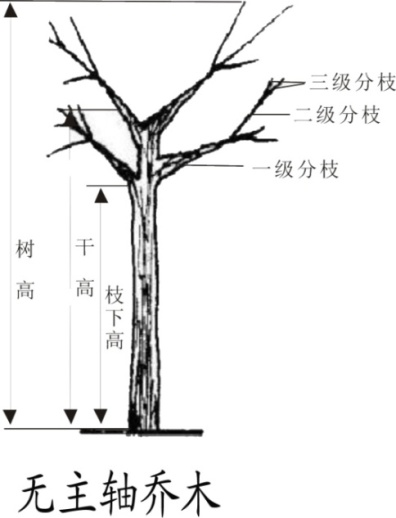 三级分枝
二级分枝
一级分枝
树高
干高
枝下高
无主轴乔木